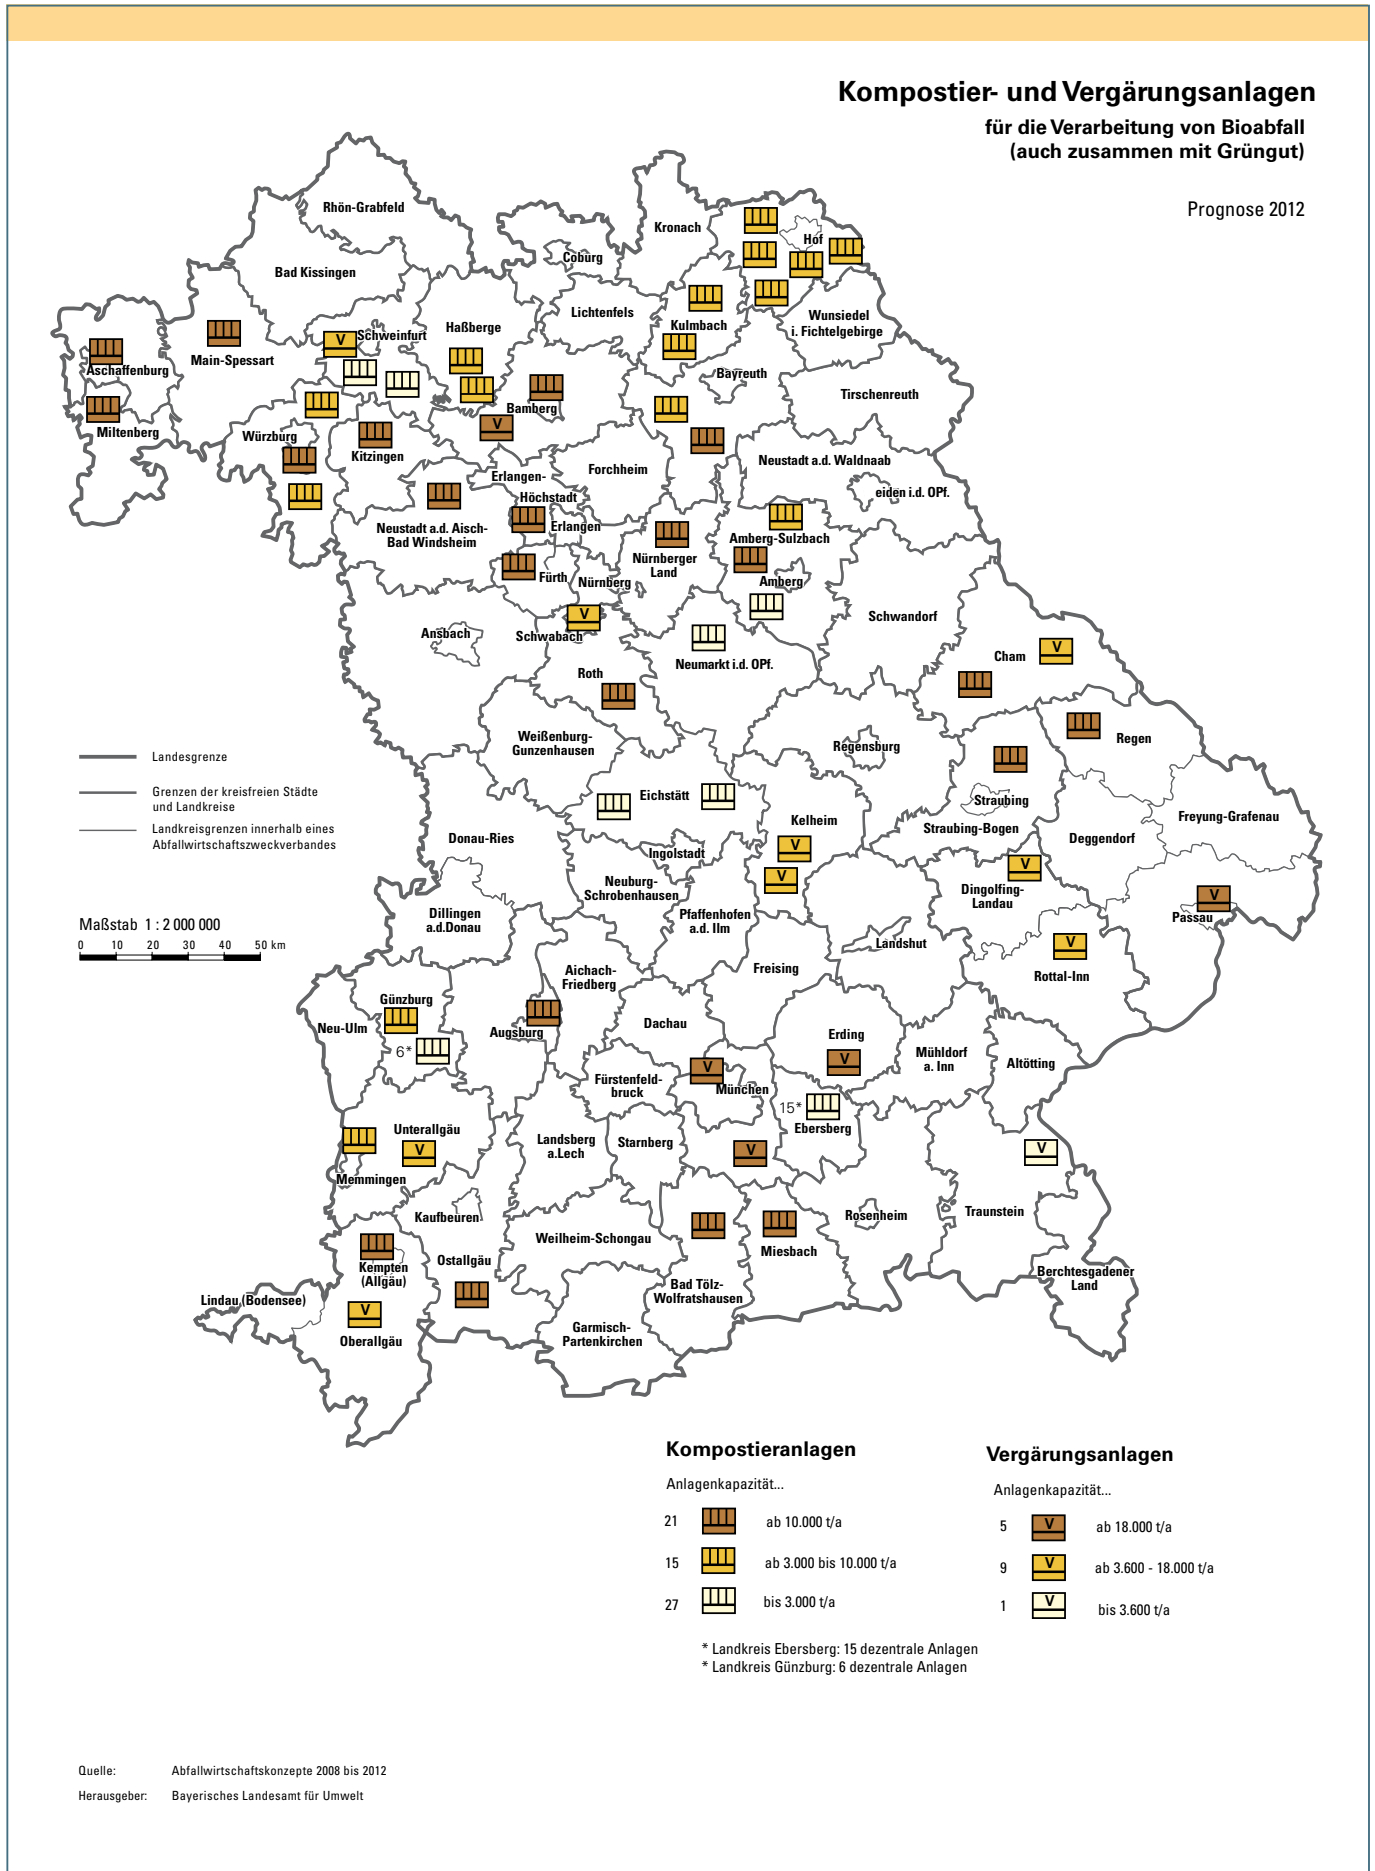 Kompostier- und Vergärungsanlagen
für die Verarbeitung von Bioabfall
(auch zusammen mit Grüngut)
Prognose 2012
Rhön-Grabfeld
Kronach
Hof
Coburg
Bad Kissingen
Lichtenfels
Wunsiedel
i. Fichtelgebirge
Kulmbach
Haßberge
Schweinfurt
V
Main-Spessart
Aschaffenburg
Bayreuth
Tirschenreuth
Bamberg
V
Miltenberg
Würzburg
Kitzingen
Forchheim
Neustadt a.d. Waldnaab
Erlangen-
Höchstadt
eiden i.d. OPf.
Neustadt a.d. Aisch-
Bad Windsheim
Erlangen
Nürnberger
Land
Amberg-Sulzbach
Fürth
Nürnberg
Amberg
Schwandorf
V
Schwabach
Ansbach
Neumarkt i.d. OPf.
Cham
V
Roth
Weißenburg-
Gunzenhausen
Regensburg
Regen
Landesgrenze
Grenzen der kreisfreien Städte
und Landkreise
Landkreisgrenzen innerhalb eines
Abfallwirtschaftszweckverbandes
Eichstätt
Straubing
Kelheim
Straubing-Bogen
Freyung-Grafenau
Deggendorf
Donau-Ries
V
Ingolstadt
V
V
Neuburg-
Schrobenhausen
Dingolfing-
Landau
V
Passau
Maßstab 1 : 2 000 000
0 10 20 30 40 50 km
Dillingen
a.d.Donau
Pfaffenhofen
a.d. Ilm
Landshut
V
Rottal-Inn
Freising
Aichach-
Friedberg
Günzburg
Neu-Ulm
Augsburg
Dachau
Erding
V
6*
Mühldorf
a. Inn
Altötting
V
München
Fürstenfeld-
bruck
15*
Ebersberg
Unterallgäu
V
Landsberg
a.Lech
Starnberg
V
V
Memmingen
Kaufbeuren
Rosenheim
Traunstein
Weilheim-Schongau
Miesbach
Kempten
(Allgäu)
Ostallgäu
Bad Tölz-
Wolfratshausen
Berchtesgadener
Land
Lindau (Bodensee)
V
Oberallgäu
Garmisch-
Partenkirchen
Kompostieranlagen
Anlagenkapazität...
21 ab 10.000 t/a
15 ab 3.000 bis 10.000 t/a
27 bis 3.000 t/a
Vergärungsanlagen
Anlagenkapazität...
5 V ab 18.000 t/a
9 V ab 3.600 - 18.000 t/a
1 V bis 3.600 t/a
* Landkreis Ebersberg: 15 dezentrale Anlagen
* Landkreis Günzburg: 6 dezentrale Anlagen
Quelle: Abfallwirtschaftskonzepte 2008 bis 2012
Herausgeber: Bayerisches Landesamt für Umwelt